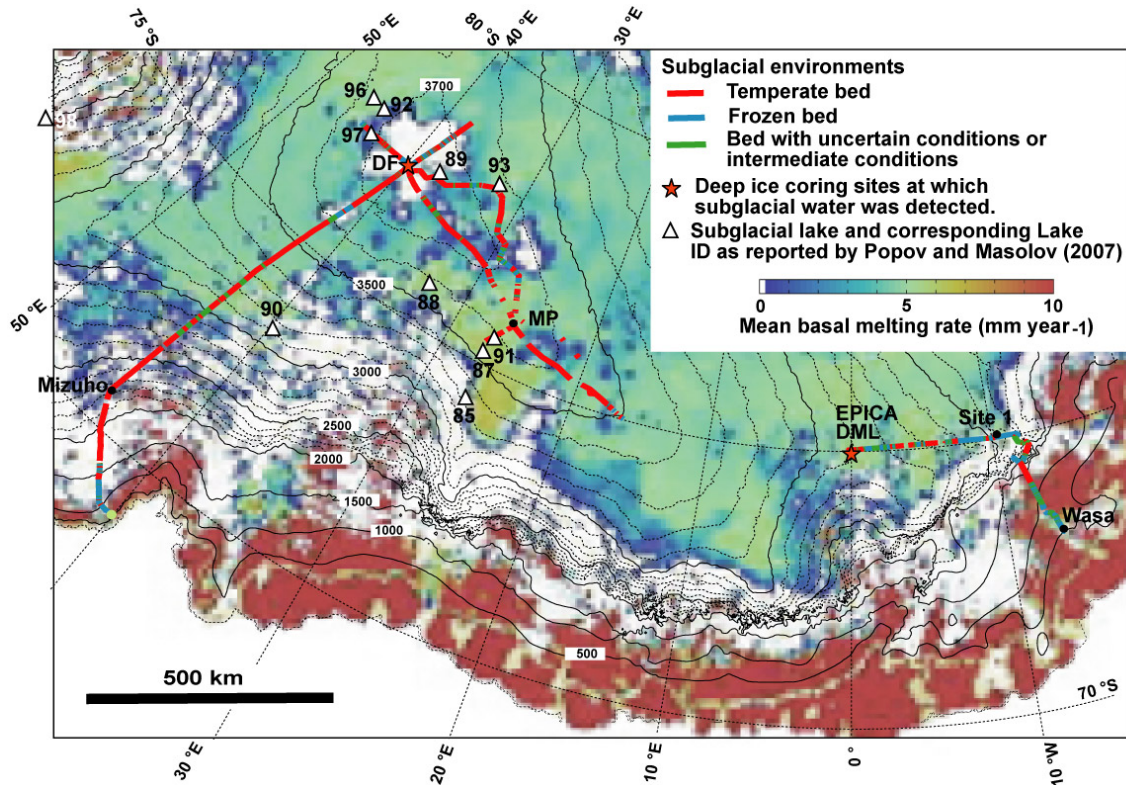 75 °S
50 °E
80 °S
40 °E
30 °E
Subglacial environments
Temperate bed
Frozen bed
Bed with uncertain conditions or
intermediate conditions
Deep ice coring sites at which
subglacial water was detected.
Subglacial lake and corresponding Lake
ID as reported by Popov and Masolov (2007)
0 5 10
Mean basal melting rate (mm year-1)
3700
96
92
98
97
DF
89
93
3500
88
50 °E
90
MP
91
87
3000
Mizuho
85
2500
2000
EPICA
DML
Site 1
1500
1000
Wasa
500
500 km
70 °S
30 °E
20 °E
10 °E
0°
10 °W